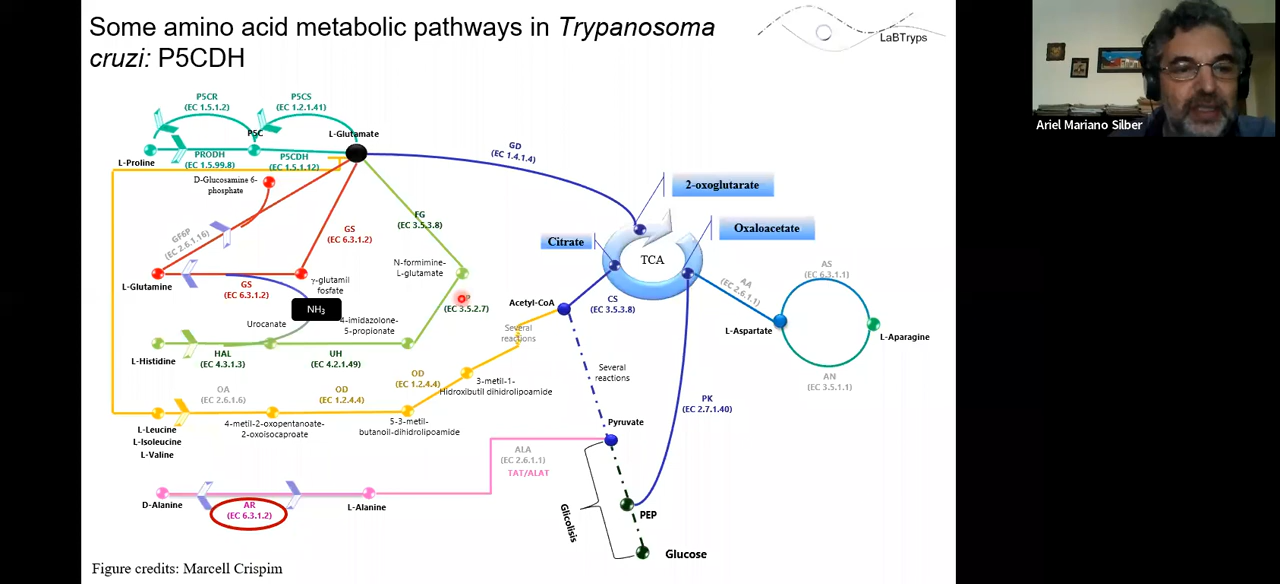 Some amino acid metabolic pathways in Trypanosoma
cruzi: P5CDH
LaBTryps
Ariel Mariano Silber
P5CR
(EC 1.5.1.2)
P5CS
(EC 1.2.1.41)
P5C
L-Glutamate
L-Proline
PRODH
(EC 1.5.99.8)
P5CDH
(EC 1.5.1.12)
GD
(EC 1.4.1.4)
D-Glucosamine 6-
phosphate
2-oxoglutarate
Oxaloacetate
Citrate
TCA
GF6P
(EC 2.6.1.16)
GS
(EC 6.3.1.2)
FG
(EC 3.5.3.8)
N-formimine-
L-glutamate
L-Glutamine
GS
(EC 6.3.1.2)
γ-glutamil
fosfate
NH3
(EC 3.5.2.7)
Acetyl-CoA
CS
(EC 3.5.3.8)
AA
(EC 2.6.1.1)
AS
(EC 6.3.1.1)
L-Aspartate
L-Aparagine
AN
(EC 3.5.1.1)
Urocanate
4-imidazolone-
5-propionate
Several
reactions
L-Histidine
HAL
(EC 4.3.1.3)
UH
(EC 4.2.1.49)
Several
reactions
OA
(EC 2.6.1.6)
OD
(EC 1.2.4.4)
OD
(EC 1.2.4.4)
3-metil-1-
Hidroxibutil dihidrolipoamide
PK
(EC 2.7.1.40)
L-Leucine
L-Isoleucine
L-Valine
4-metil-2-oxopentanoate-
2-oxoisocaproate
5-3-metil-
butanoil-dihidrolipoamide
Pyruvate
ALA
(EC 2.6.1.1)
TAT/ALAT
D-Alanine
AR
(EC 6.3.1.2)
L-Alanine
Glicolisis
PEP
Glucose
Figure credits: Marcell Crispim